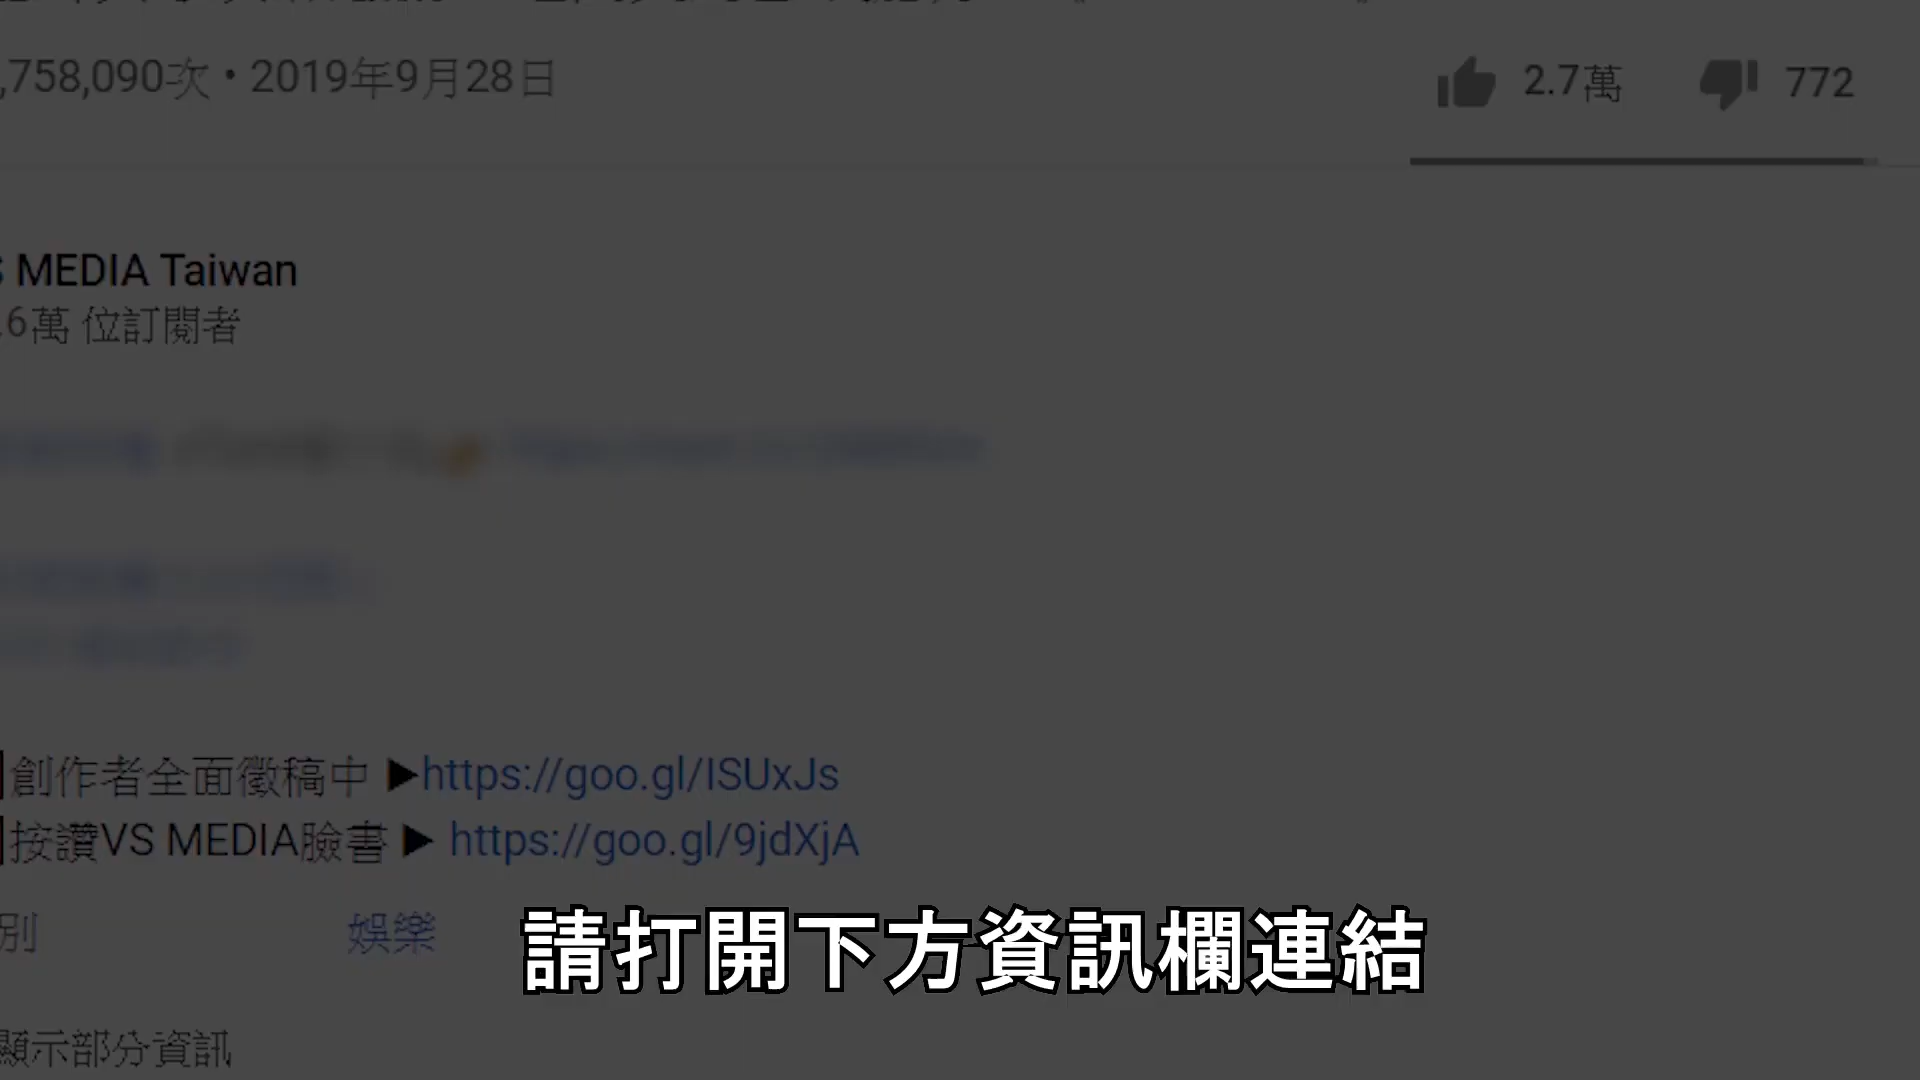 ,758,090次 • 2019年9月28日
2.7萬 772
MEDIA Taiwan
6萬 位訂閱者
創作者全面徵稿中 ▶https://goo.gl/ISUxJs
按讚VS MEDIA臉書 ▶ https://goo.gl/9jdXjA
別 娛樂
請打開下方資訊欄連結
顯示部分資訊